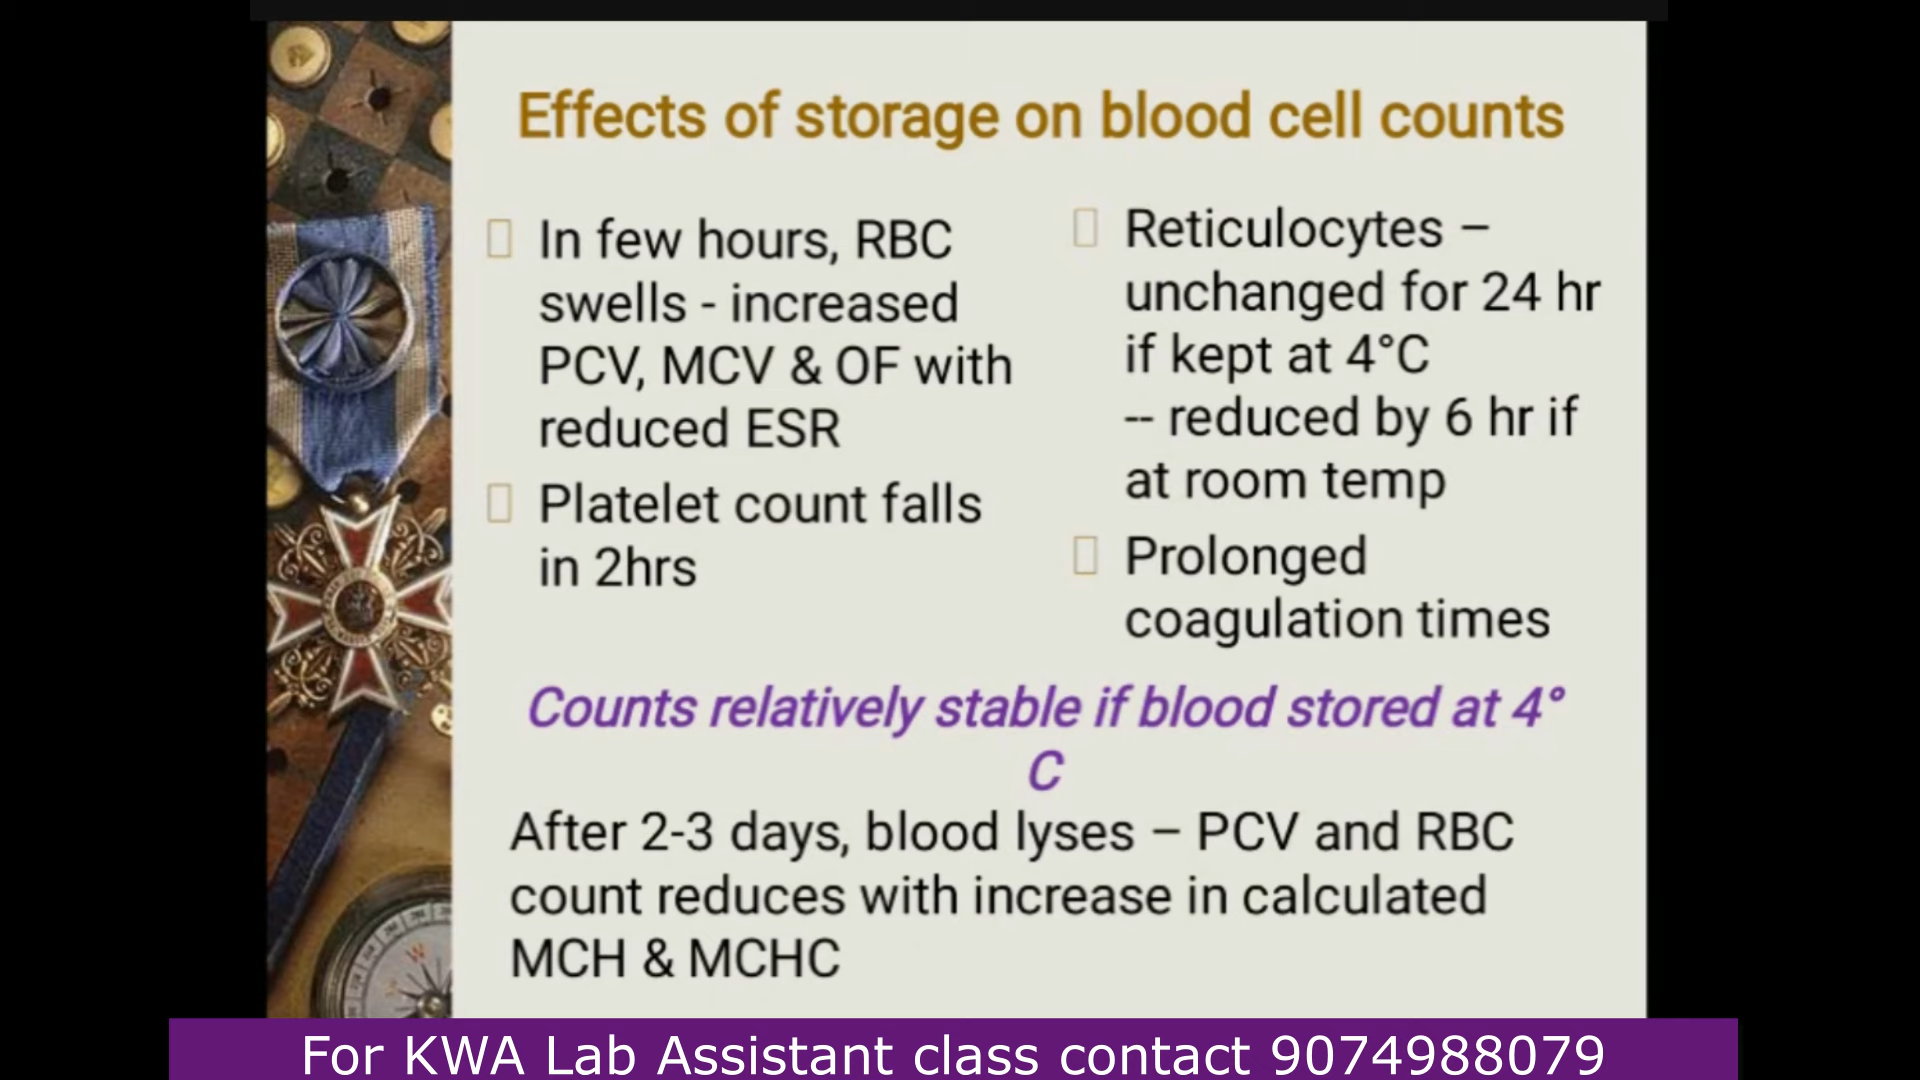 Effects of storage on blood cell counts
In few hours, RBC
swells - increased
PCV, MCV & OF with
reduced ESR
Platelet count falls
in 2hrs
Reticulocytes –
unchanged for 24 hr
if kept at 4°C
-- reduced by 6 hr if
at room temp
Prolonged
coagulation times
Counts relatively stable if blood stored at 4°
C
After 2-3 days, blood lyses – PCV and RBC
count reduces with increase in calculated
MCH & MCHC
For KWA Lab Assistant class contact 9074988079